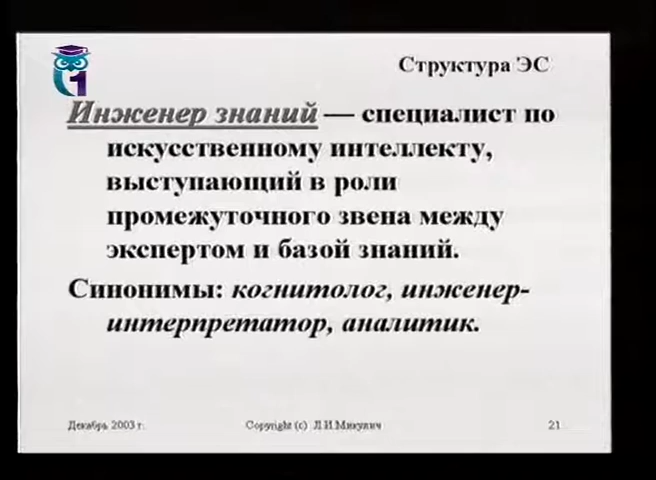 1
Структура ЭС
Инженер знаний — специалист по
искусственному интеллекту,
выступающий в роли
промежуточного звена между
экспертом и базой знаний.
Синонимы: когнитолог, инженер-
интерпретатор, аналитик.
Декабрь 2003 г.
Copyright (c) Л.И.Микулич
21